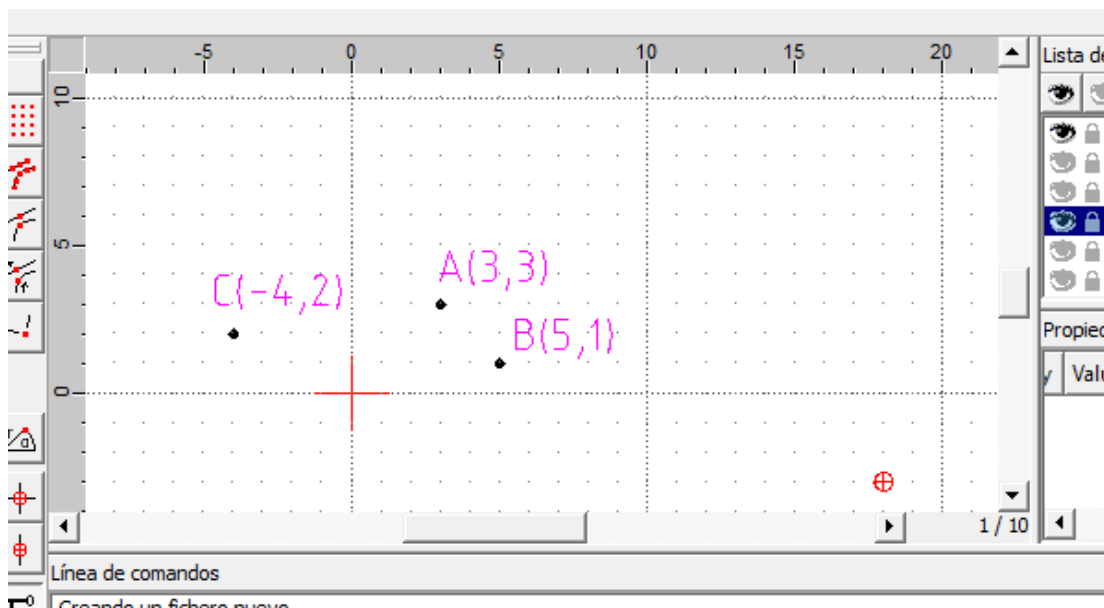 -5 0 5 10 15 20
Lista de
10
5
A(3,3)
C(-4,2)
B(5,1)
Propied
y Valu
0
1 / 10
Línea de comandos
Creando un fichero nuevo